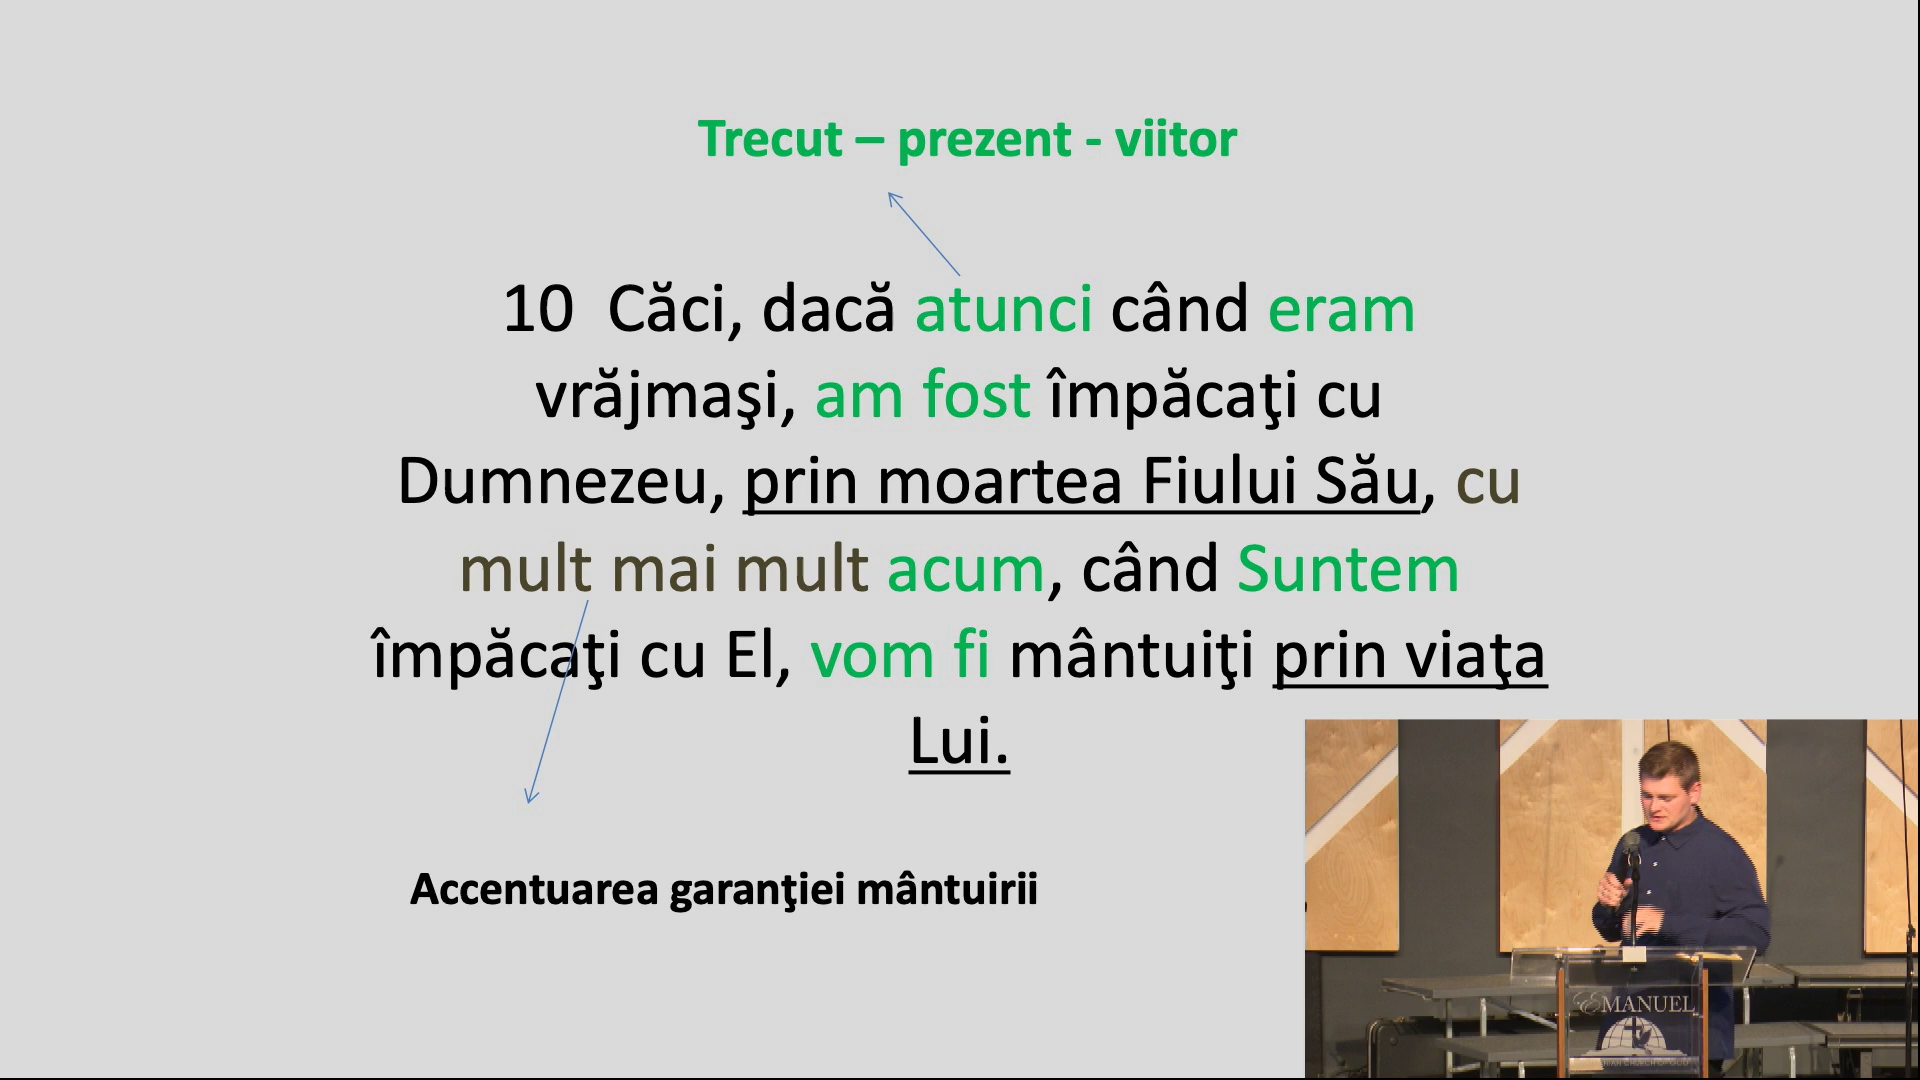 Trecut – prezent - viitor
10 Căci, dacă atunci când eram
vrăjmaşi, am fost împăcaţi cu
Dumnezeu, prin moartea Fiului Său, cu
mult mai mult acum, când Suntem
împăcaţi cu El, vom fi mântuiţi prin viaţa
Lui.
Accentuarea garanţiei mântuirii
EMANUEL